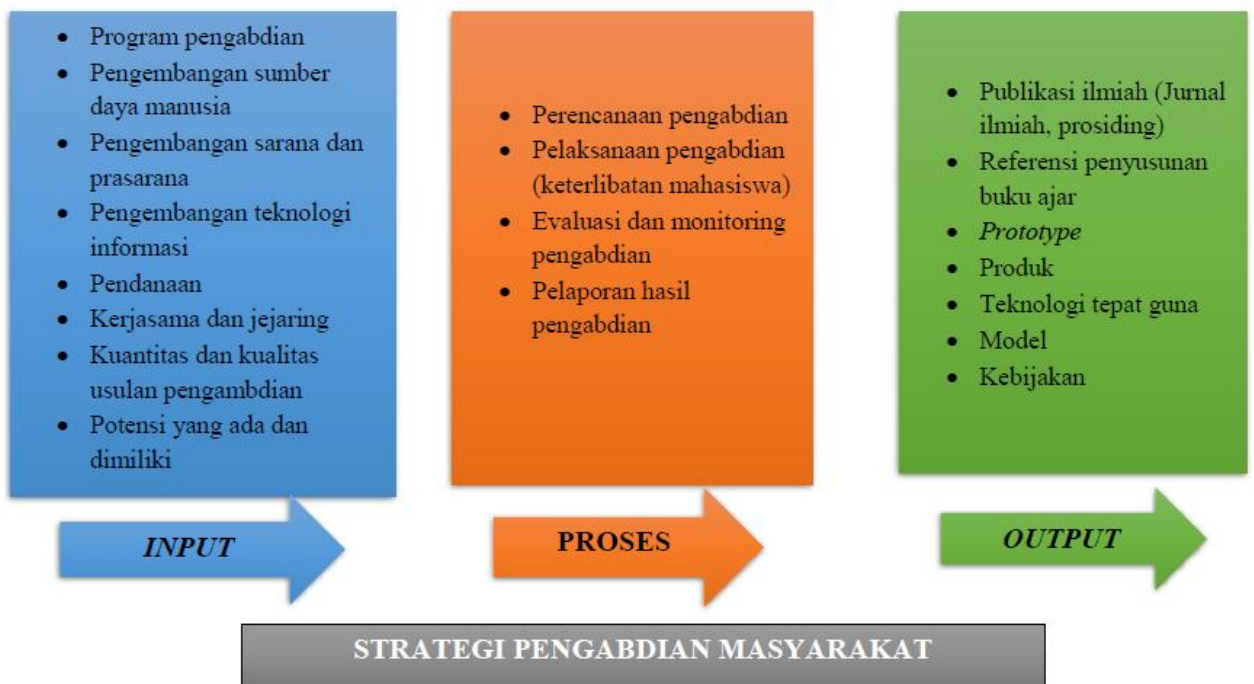 • Program pengabdian
• Pengembangan sumber
daya manusia
• Pengembangan sarana dan
prasarana
• Pengembangan teknologi
informasi
• Pendanaan
• Kerjasama dan jejaring
• Kuantitas dan kualitas
usulan pengambdian
• Potensi yang ada dan
dimiliki
INPUT
• Perencanaan pengabdian
• Pelaksanaan pengabdian
(keterlibatan mahasiswa)
• Evaluasi dan monitoring
pengabdian
• Pelaporan hasil
pengabdian
PROSES
• Publikasi ilmiah (Jurnal
ilmiah, prosiding)
• Referensi penyusunan
buku ajar
• Prototype
• Produk
• Teknologi tepat guna
• Model
• Kebijakan
OUTPUT
STRATEGI PENGABDIAN MASYARAKAT